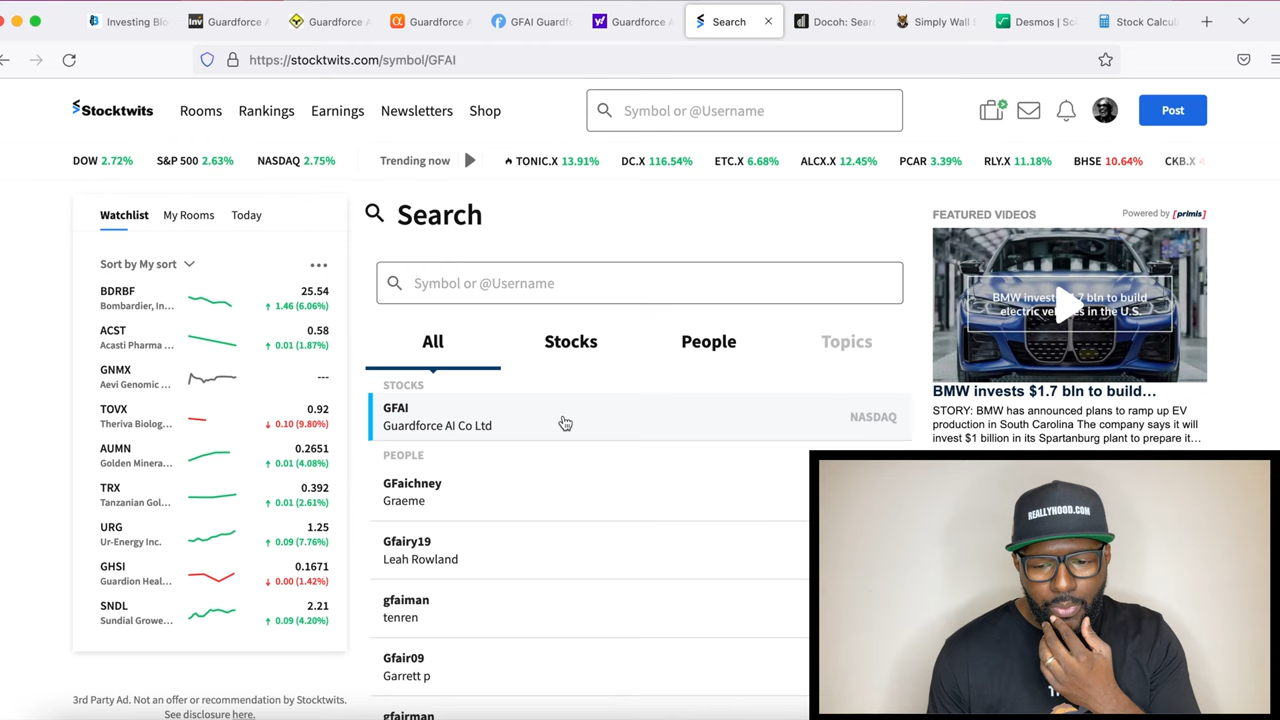 Investing Blo
Guardforce A
Guardforce A
Guardforce A
GFAI Guardfo
Guardforce A
Search
Docoh: Sear
Simply Wall S
Desmos | Sci
Stock Calcul
https://stocktwits.com/symbol/GFAI
Stocktwits
Rooms
Rankings
Earnings
Newsletters
Shop
Symbol or @Username
Post
DOW 2.72%
S&P 500 2.63%
NASDAQ 2.75%
Trending now
TONIC.X 13.91%
DC.X 116.54%
ETC.X 6.68%
ALCX.X 12.45%
PCAR 3.39%
RLY.X 11.18%
BHSE 10.64%
CKB.X
Watchlist
My Rooms
Today
Sort by My sort
BDRBF 25.54
Bombardier, In... ↑ 1.46 (6.06%)
ACST 0.58
Acasti Pharma ... ↑ 0.01 (1.87%)
GNMX
Aevi Genomic ... ---
TOVX 0.92
Theriva Biolog... ↓ 0.10 (9.80%)
AUMN 0.2651
Golden Minera... ↑ 0.01 (4.08%)
TRX 0.392
Tanzanian Gol... ↑ 0.01 (2.61%)
URG 1.25
Ur-Energy Inc. ↑ 0.09 (7.76%)
GHSI 0.1671
Guardion Heal... ↓ 0.00 (1.42%)
SNDL 2.21
Sundial Growe... ↑ 0.09 (4.20%)
3rd Party Ad. Not an offer or recommendation by Stocktwits.
See disclosure here.
Search
Symbol or @Username
All
Stocks
People
Topics
STOCKS
GFAI
Guardforce AI Co Ltd
NASDAQ
PEOPLE
GFaichney
Graeme
Gfairy19
Leah Rowland
gfaiman
tenren
Gfair09
Garrett p
gfairman
FEATURED VIDEOS
Powered by [primis]
BMW invests $1.7 bln to build
electric vehicles in the U.S.
BMW invests $1.7 bln to build...
STORY: BMW has announced plans to ramp up EV
production in South Carolina The company says it will
invest $1 billion in its Spartanburg plant to prepare it...
REALLYHOOD.COM